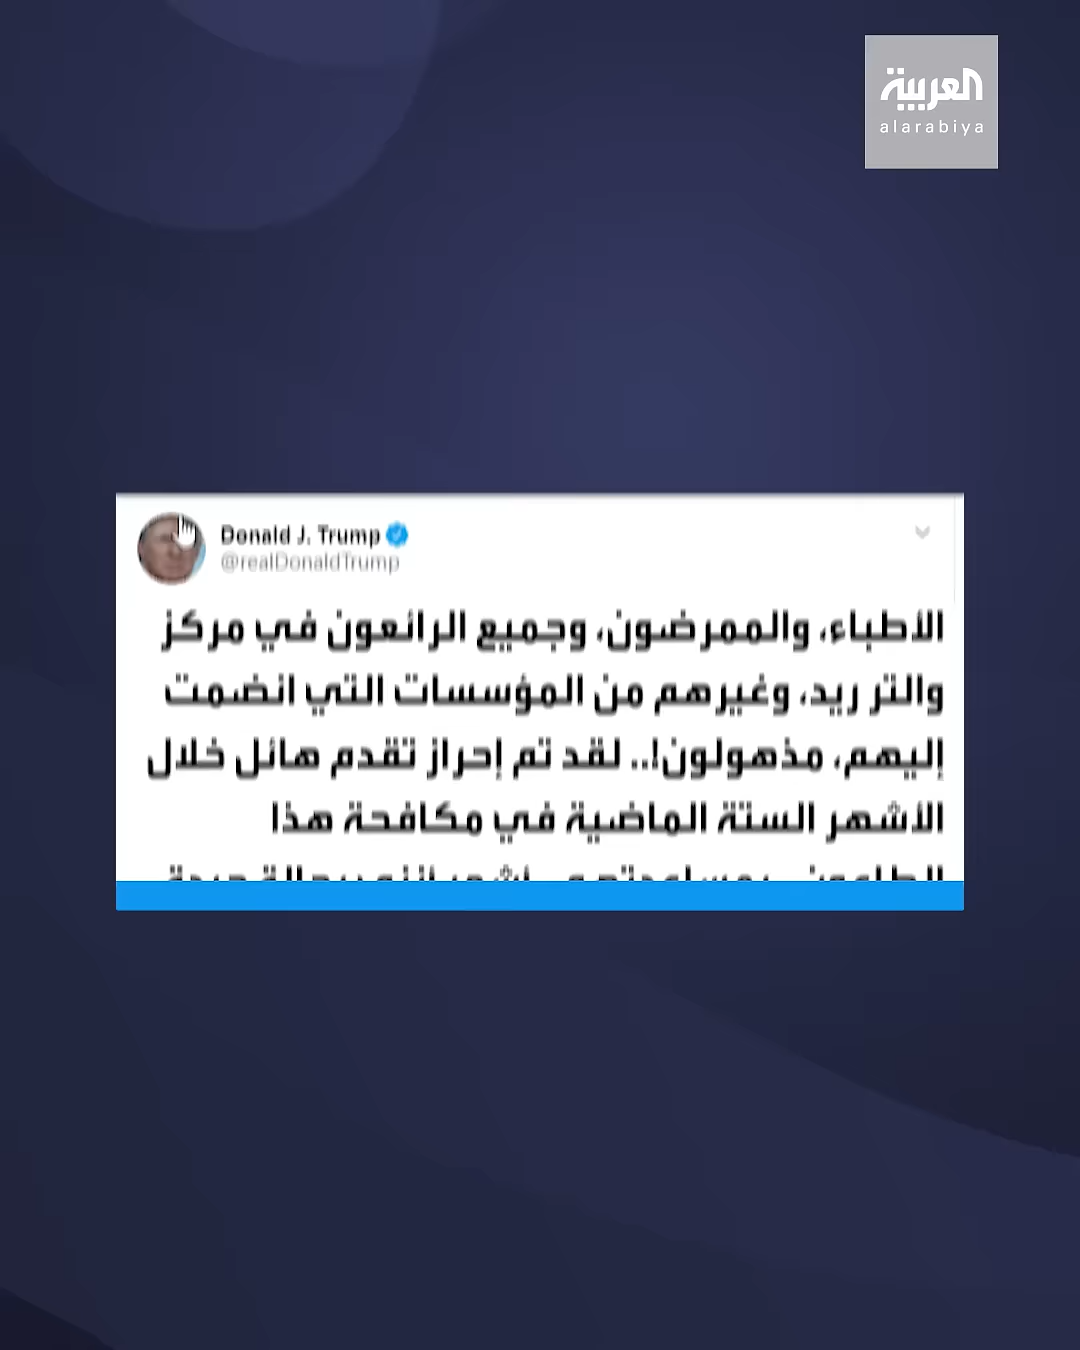 العربية
alarabiya
Donald J. Trump
@realDonaldTrump
الأطباء، والممرضون، وجميع الرائعون في مركز
والتر ريد، وغيرهم من المؤسسات التي انضمت
إليهم، مذهولون!.. لقد تم إحراز تقدم هائل خلال
الأشهر الستة الماضية في مكافحة هذا